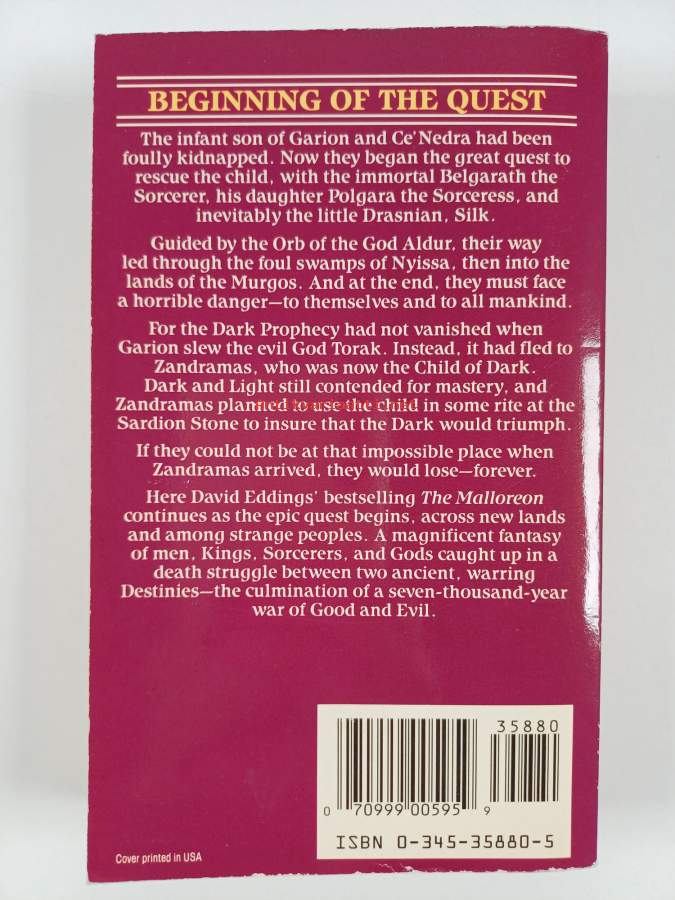 BEGINNING OF THE QUEST
The infant son of Garion and Ce'Nedra had been
foully kidnapped. Now they began the great quest to
rescue the child, with the immortal Belgarath the
Sorcerer, his daughter Polgara the Sorceress, and
inevitably the little Drasnian, Silk.
Guided by the Orb of the God Aldur, their way
led through the foul swamps of Nyissa, then into the
lands of the Murgos. And at the end, they must face
a horrible danger—to themselves and to all mankind.
For the Dark Prophecy had not vanished when
Garion slew the evil God Torak. Instead, it had fled to
Zandramas, who was now the Child of Dark.
Dark and Light still contended for mastery, and
Zandramas planned to use the child in some rite at the
Sardion Stone to insure that the Dark would triumph.
If they could not be at that impossible place when
Zandramas arrived, they would lose—forever.
Here David Eddings' bestselling The Malloreon
continues as the epic quest begins, across new lands
and among strange peoples. A magnificent fantasy
of men, Kings, Sorcerers, and Gods caught up in a
death struggle between two ancient, warring
Destinies—the culmination of a seven-thousand-year
war of Good and Evil.
35880
0 70999 00595 9
ISBN 0-345-35880-5
Cover printed in USA